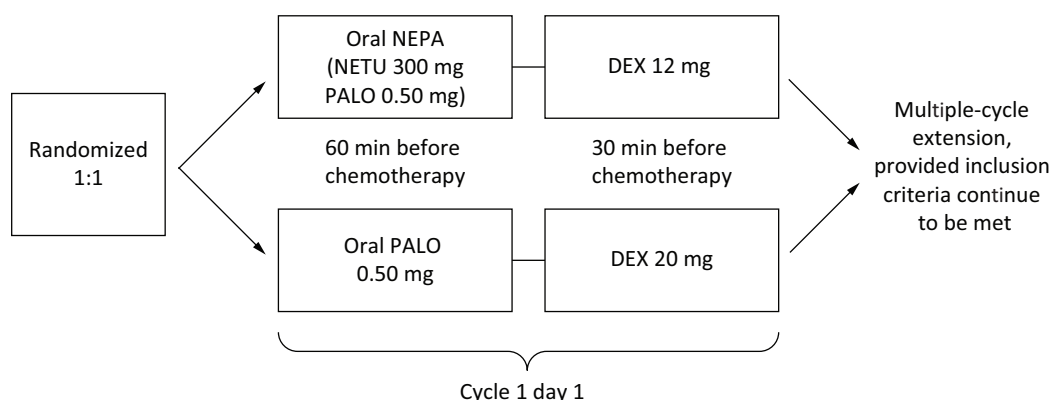 Randomized
1:1
Oral NEPA
(NETU 300 mg
PALO 0.50 mg)
DEX 12 mg
60 min before
chemotherapy
30 min before
chemotherapy
Oral PALO
0.50 mg
DEX 20 mg
Multiple-cycle
extension,
provided inclusion
criteria continue
to be met
Cycle 1 day 1